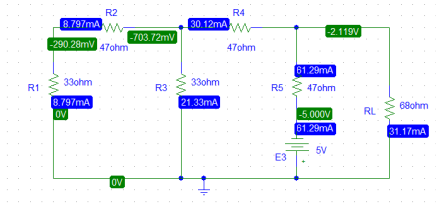 R2
8.797mA
-290.28mV
47ohm
-703.72mV
R4
30.12mA
47ohm
-2.119V
R1
33ohm
8.797mA
0V
R3
33ohm
21.33mA
61.29mA
R5
47ohm
-5.000V
61.29mA
RL
68ohm
31.17mA
E3
5V
+
0V